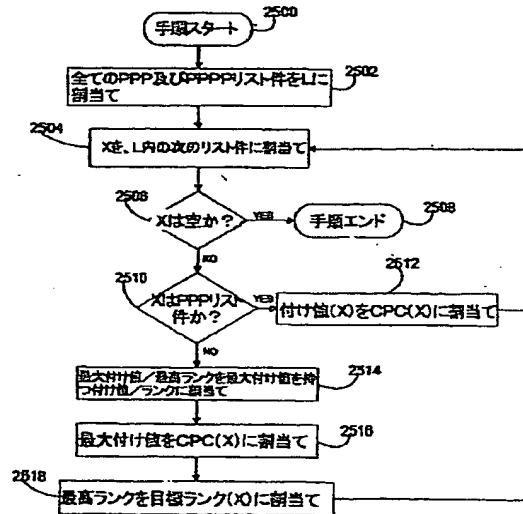 手順スタート
2500
全てのPPP及びPPPPリスト件をLに
割当て
2502
2504
Xを、L内の次のリスト件に割当て
2506
Xは空か?
YES
手順エンド
2508
NO
2510
XはPPPリスト
件か?
YES
2512
付け値(X)をCPC(X)に割当て
NO
最大付け値/最高ランクを最大付け値を持
つ付け値/ランクに割当て
2514
最大付け値をCPC(X)に割当て
2516
2518
最高ランクを目標ランク(X)に割当て